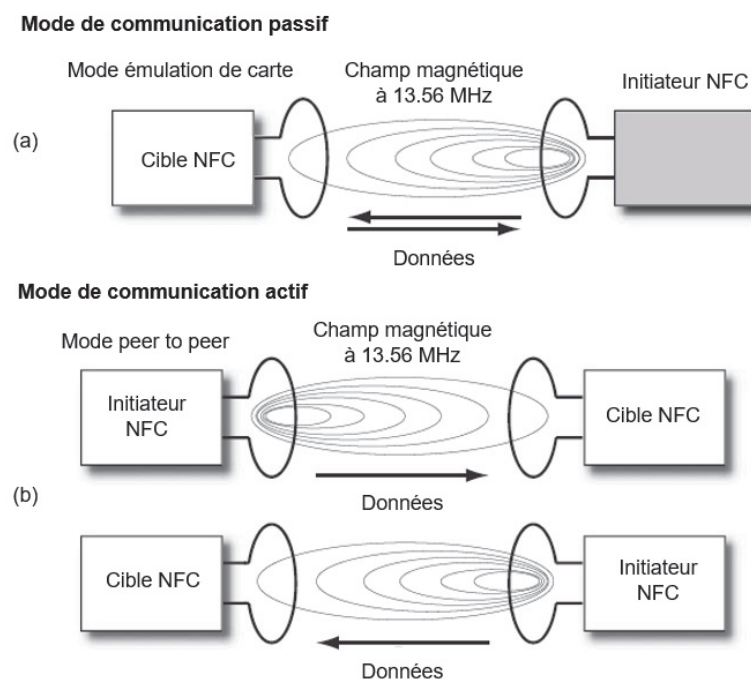 Mode de communication passif
Mode émulation de carte
Champ magnétique
à 13.56 MHz
Initiateur NFC
(a)
Cible NFC
Données
Mode de communication actif
Mode peer to peer
Champ magnétique
à 13.56 MHz
Initiateur
NFC
Cible NFC
Données
(b)
Cible NFC
Initiateur
NFC
Données